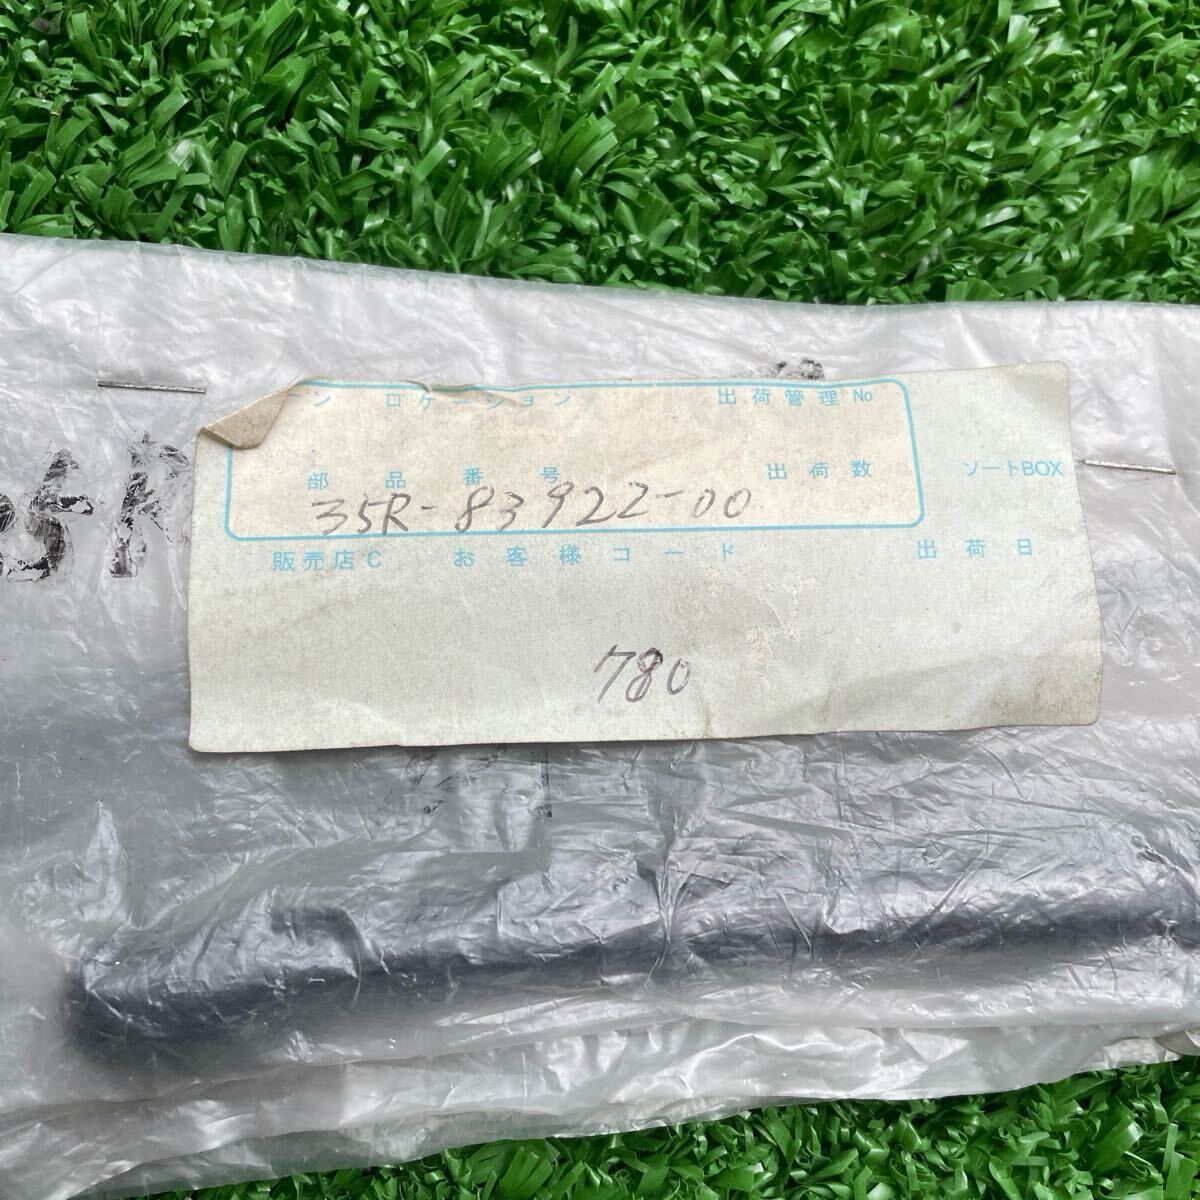 ロケーション 出荷管理No
部品番号 出荷数 ソートBOX
35R-83922-00
販売店C お客様コード 出荷日
780